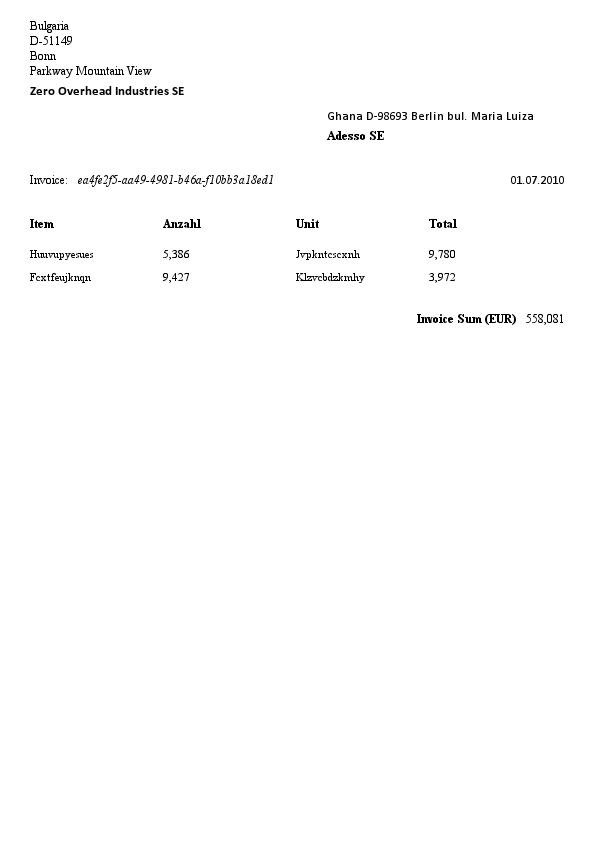 Bulgaria
D-51149
Bonn
Parkway Mountain View
Zero Overhead Industries SE
Ghana D-98693 Berlin bul. Maria Luiza
Adesso SE
Invoice: ea4fe2f5-aa49-4981-b46a-f10bb3a18ed1 01.07.2010
Item Anzahl Unit Total
Huuvupyesues 5,386 Jvpkntcscxnh 9,780
Fcxtfeujknqn 9,427 Klzvcbdzkmhy 3,972
Invoice Sum (EUR) 558,081